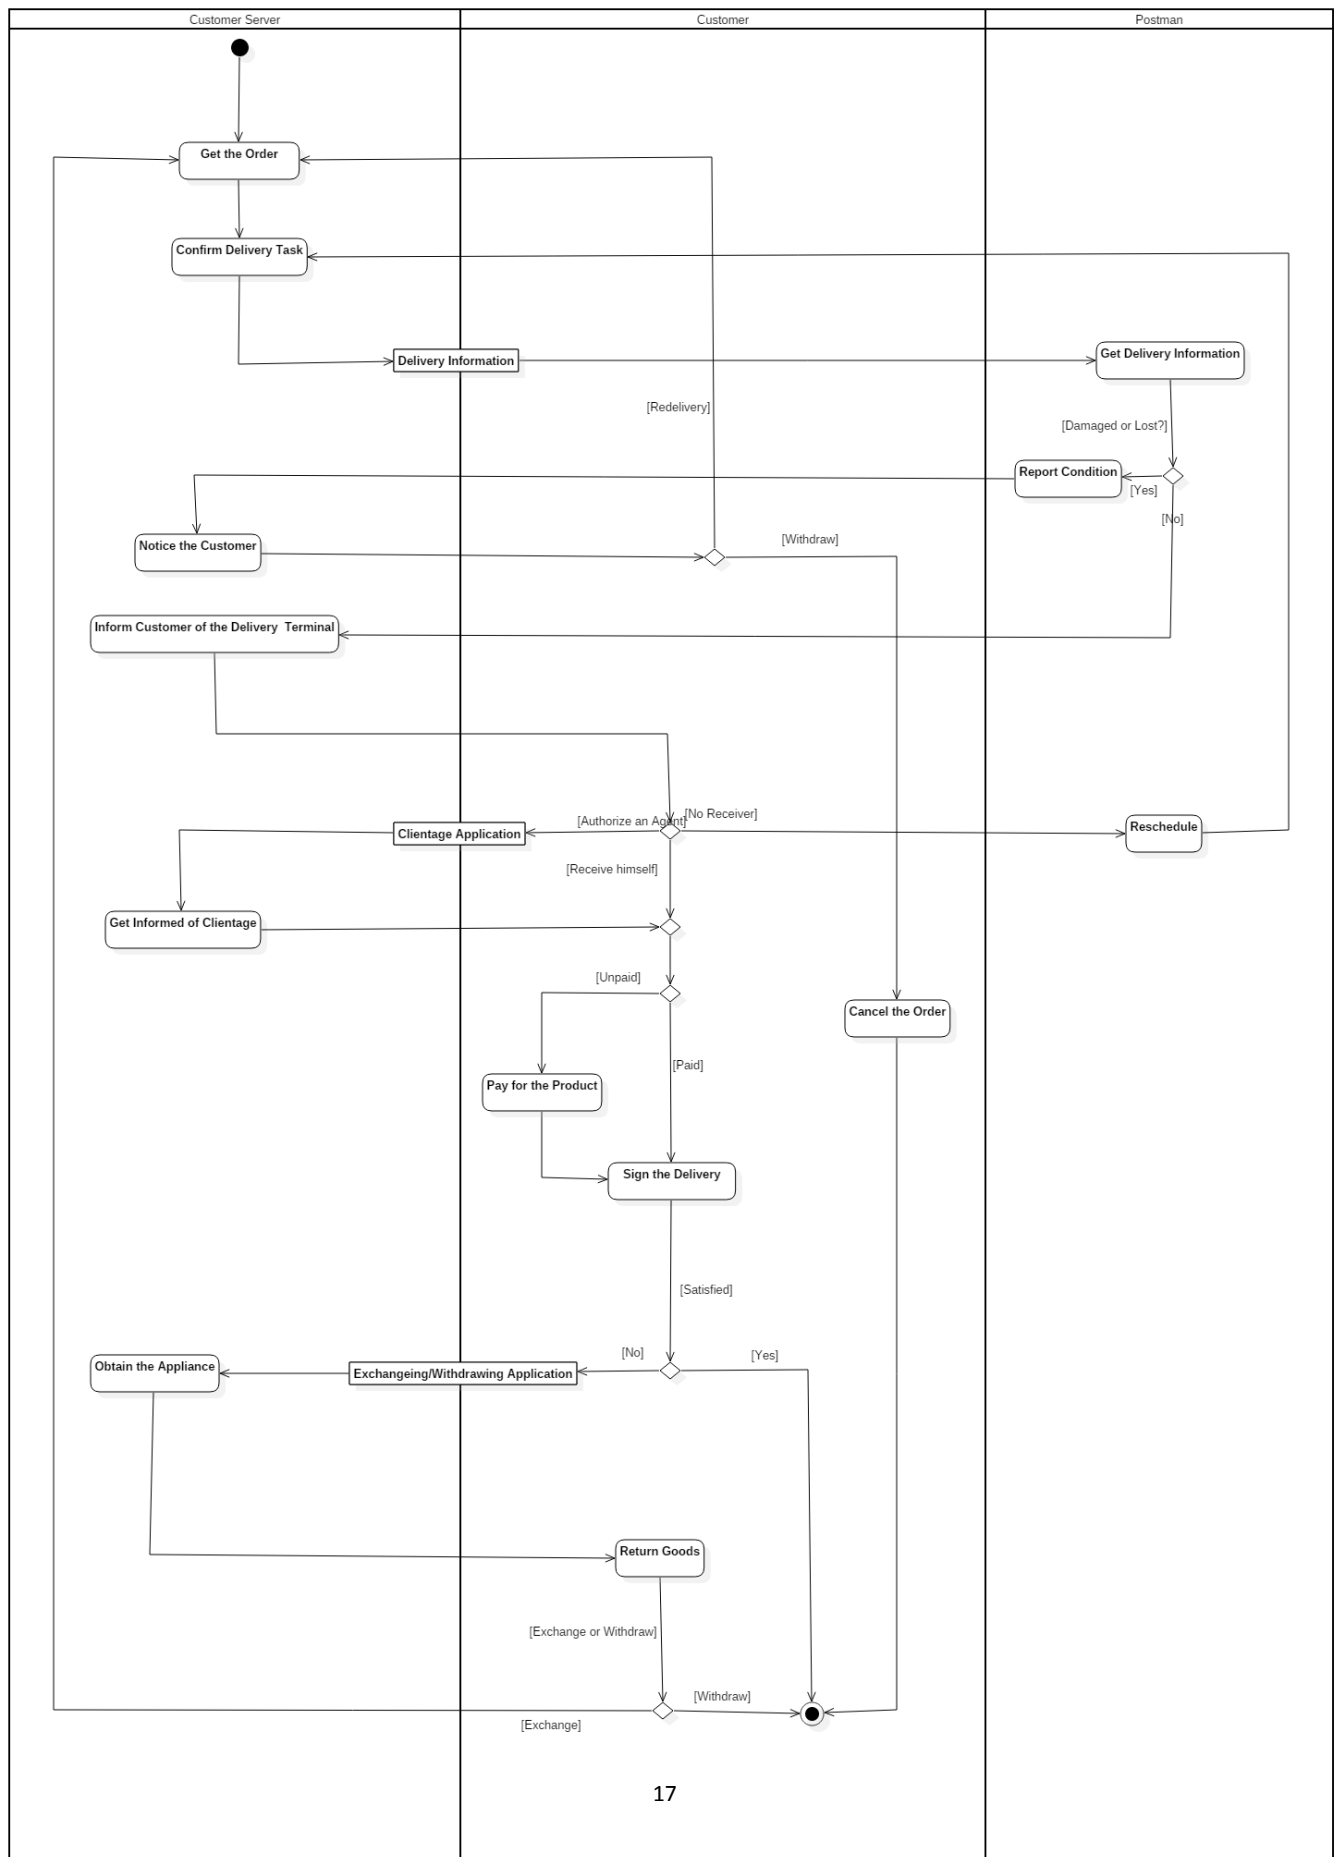 Customer Server
Customer
Postman
Get the Order
Confirm Delivery Task
Delivery Information
Get Delivery Information
[Redelivery]
[Damaged or Lost?]
Report Condition
[Yes]
[No]
Notice the Customer
[Withdraw]
Inform Customer of the Delivery Terminal
[No Receiver]
[Authorize an Agent]
Clientage Application
Reschedule
[Receive himself]
Get Informed of Clientage
[Unpaid]
Cancel the Order
[Paid]
Pay for the Product
Sign the Delivery
[Satisfied]
[No]
[Yes]
Obtain the Appliance
Exchangeing/Withdrawing Application
Return Goods
[Exchange or Withdraw]
[Withdraw]
[Exchange]
17